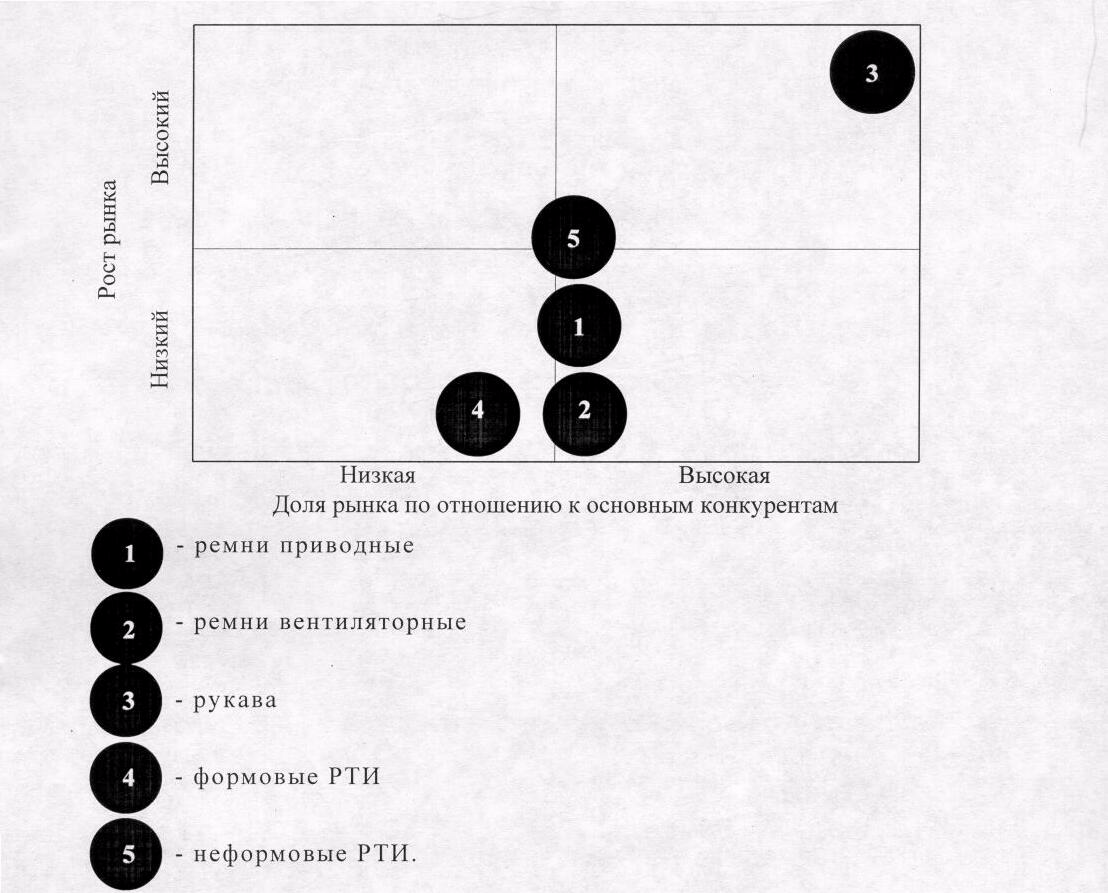 3
Высокий
Рост рынка
5
1
Низкий
4
2
Низкая Высокая
Доля рынка по отношению к основным конкурентам
1 - ремни приводные
2 - ремни вентиляторные
3 - рукава
4 - формовые РТИ
5 - неформовые РТИ.